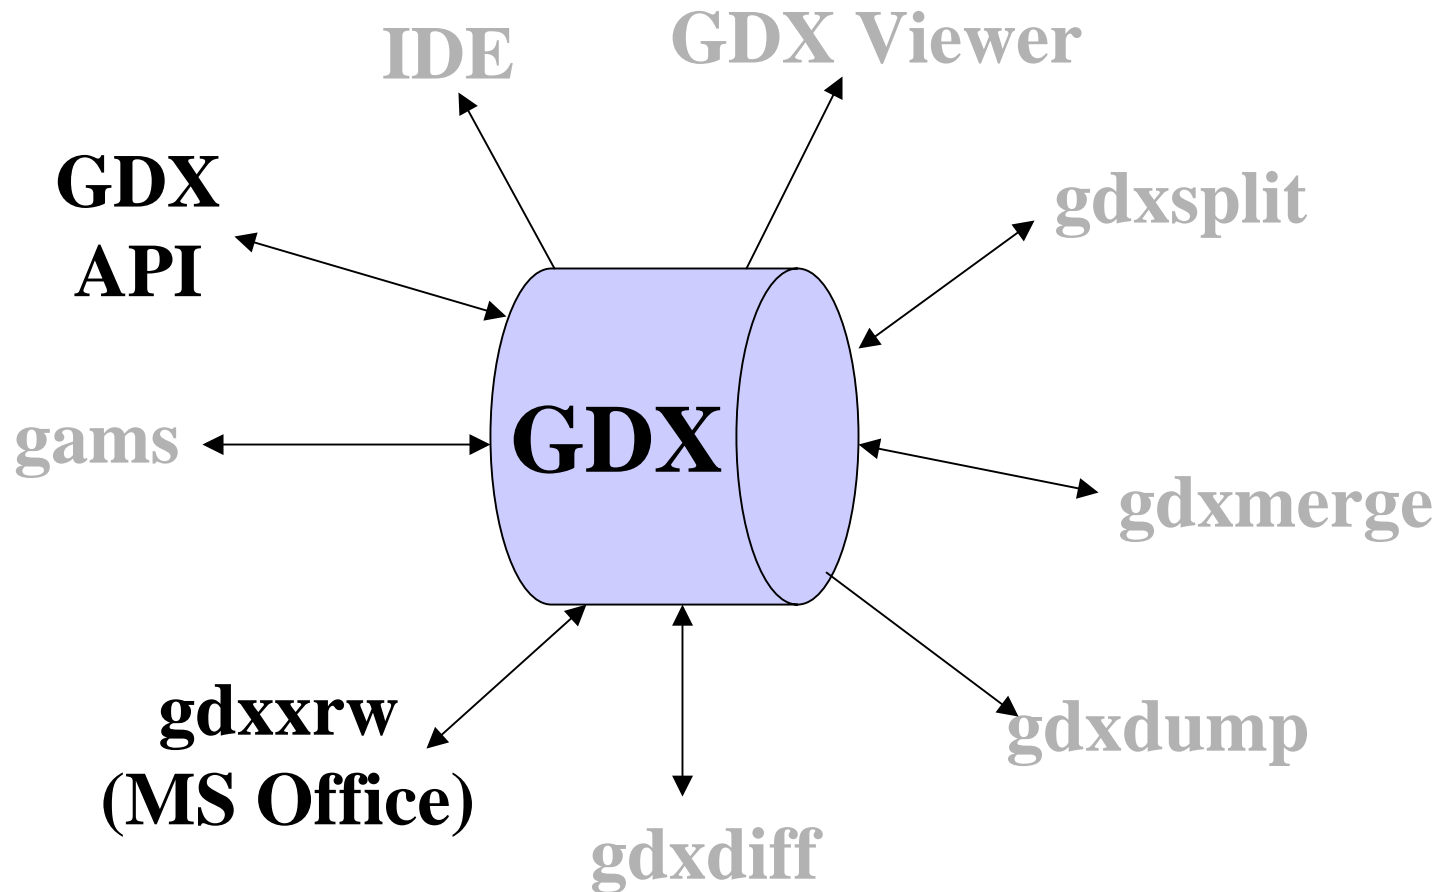 IDE
GDX Viewer
GDX
API
gdxsplit
gams
GDX
gdxmerge
gdxxrw
(MS Office)
gdxdump
gdxdiff